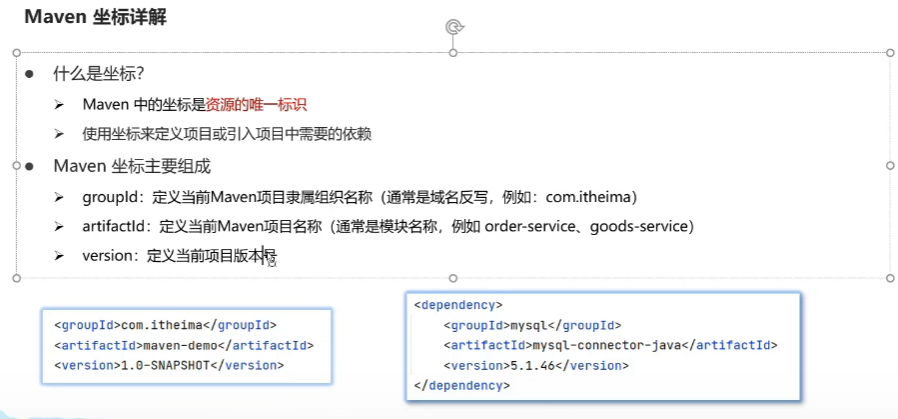 Maven 坐标详解
什么是坐标？
Maven 中的坐标是资源的唯一标识
使用坐标来定义项目或引入项目中需要的依赖
Maven 坐标主要组成
groupId：定义当前Maven项目隶属组织名称（通常是域名反写，例如：com.itheima）
artifactId：定义当前Maven项目名称（通常是模块名称，例如 order-service、goods-service）
version：定义当前项目版本号
<groupId>com.itheima</groupId>
<artifactId>maven-demo</artifactId>
<version>1.0-SNAPSHOT</version>
<dependency>
<groupId>mysql</groupId>
<artifactId>mysql-connector-java</artifactId>
<version>5.1.46</version>
</dependency>